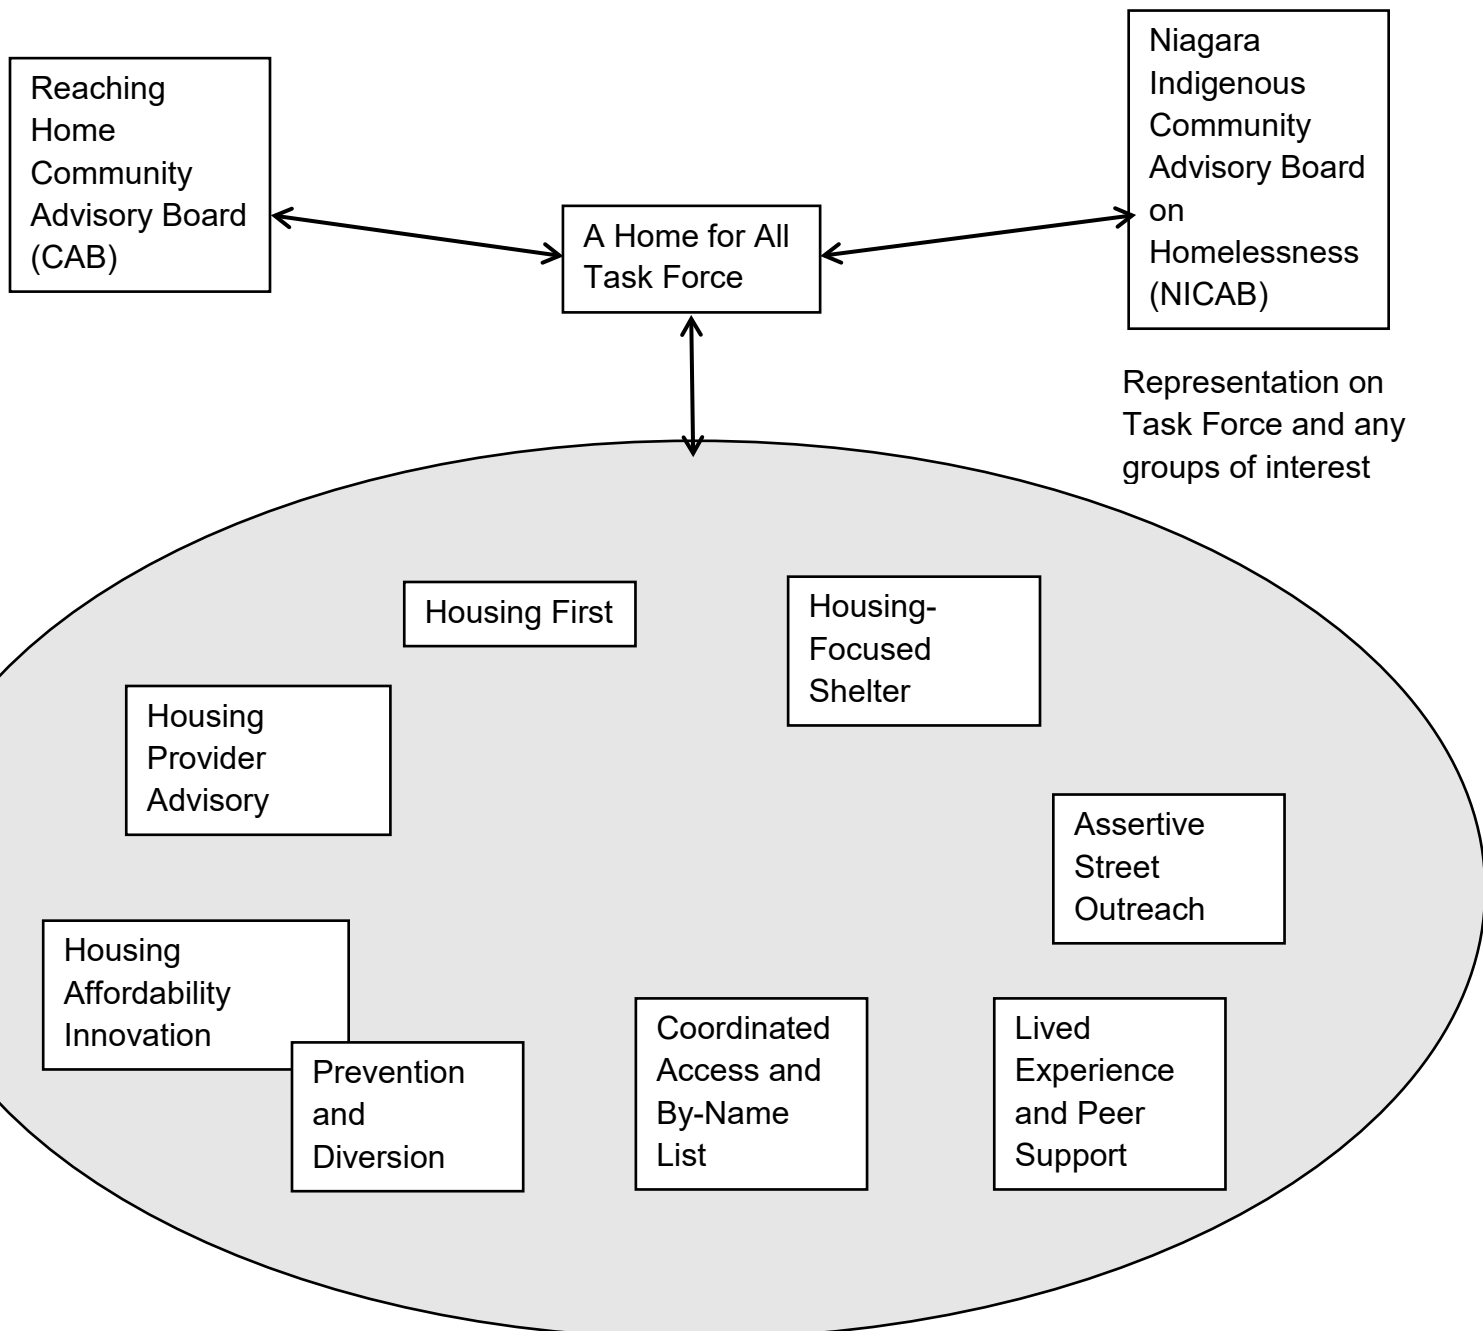 Reaching
Home
Community
Advisory Board
(CAB)
A Home for All
Task Force
Niagara
Indigenous
Community
Advisory Board
on
Homelessness
(NICAB)
Representation on
Task Force and any
groups of interest
Housing First
Housing-
Focused
Shelter
Housing
Provider
Advisory
Assertive
Street
Outreach
Housing
Affordability
Innovation
Prevention
and
Diversion
Coordinated
Access and
By-Name
List
Lived
Experience
and Peer
Support